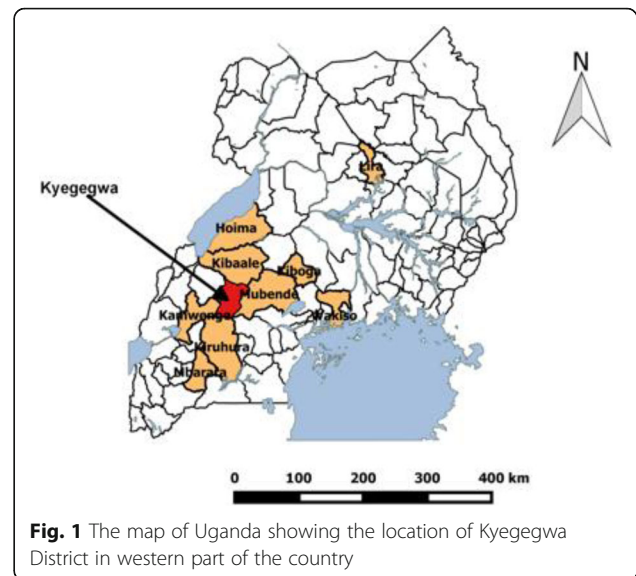 N
Kyegegwa
Lira
Hoima
Kibaale
Kiboga
Mubende
Kamwenge
Wakiso
Kiruhura
Mbarara
0 100 200 300 400 km
Fig. 1 The map of Uganda showing the location of Kyegegwa
District in western part of the country